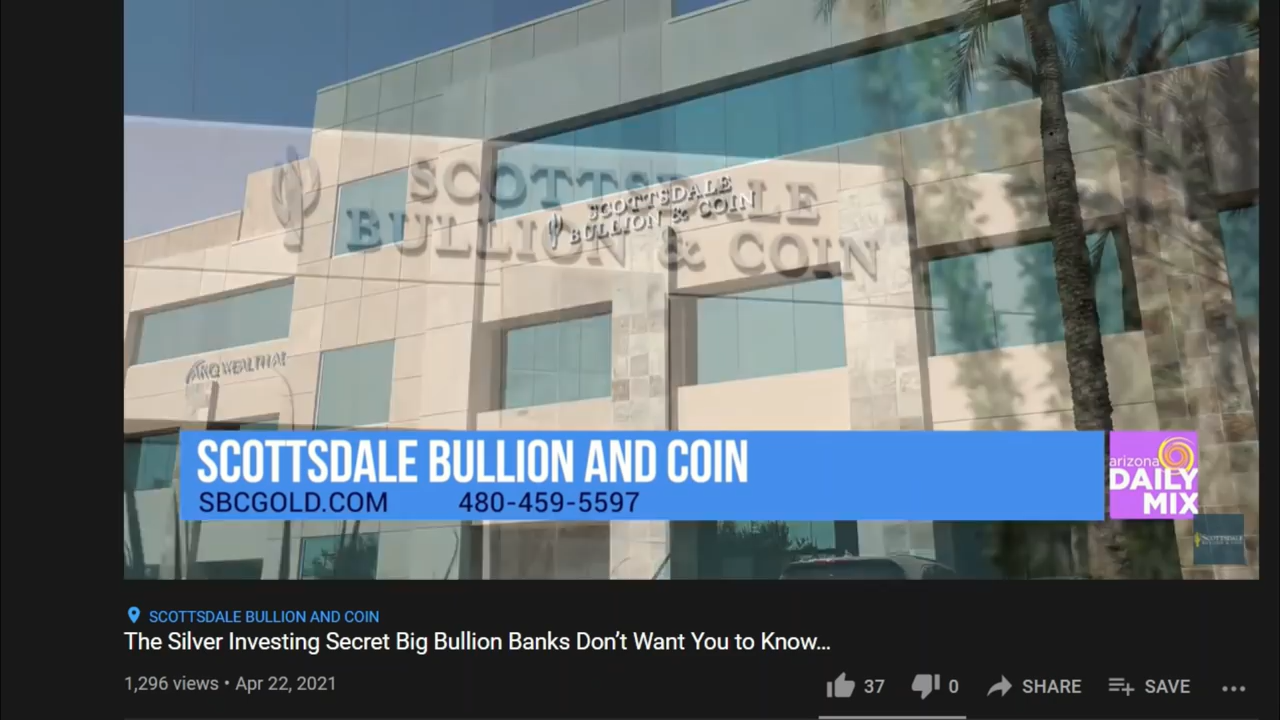 SCOTTSDALE
BULLION & COIN
SCOTTSDALE
BULLION & COIN
ARQ WEALTH
SCOTTSDALE BULLION AND COIN
SBCGOLD.COM 480-459-5597
arizona
DAILY
MIX
SCOTTSDALE
SCOTTSDALE BULLION AND COIN
The Silver Investing Secret Big Bullion Banks Don’t Want You to Know...
1,296 views • Apr 22, 2021
37
0
SHARE
SAVE